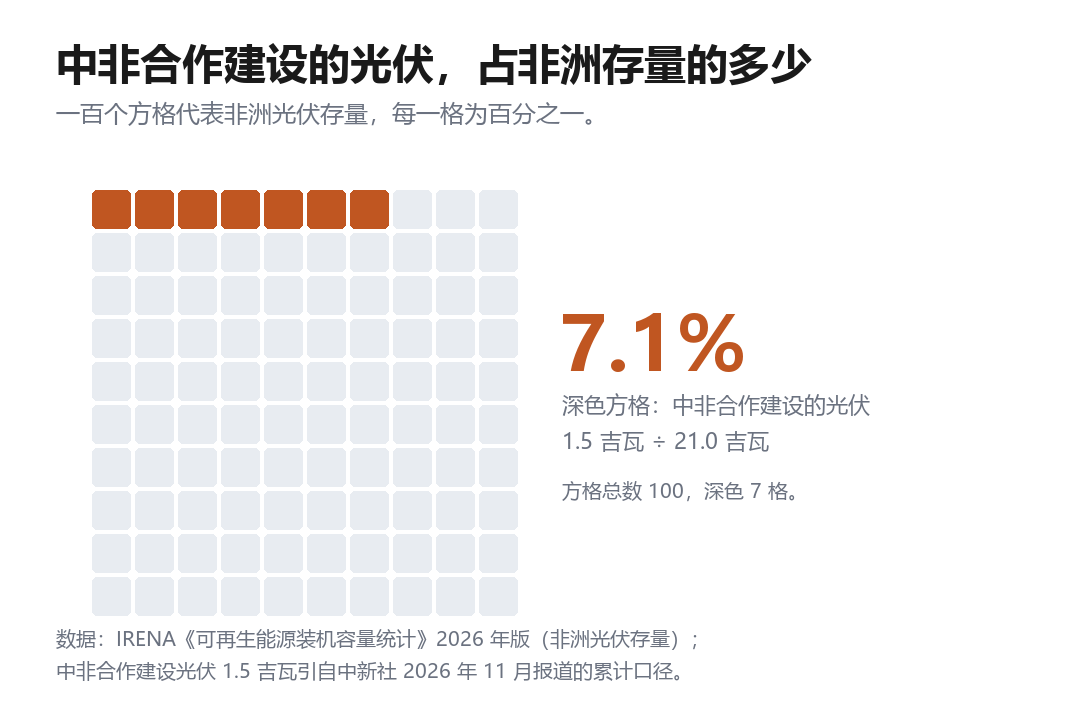 中非合作建设的光伏，占非洲存量的多少
一百个方格代表非洲光伏存量，每一格为百分之一。
7.1%
深色方格：中非合作建设的光伏
1.5 吉瓦 ÷ 21.0 吉瓦
方格总数 100，深色 7 格。
数据：IRENA《可再生能源装机容量统计》2026 年版（非洲光伏存量）；
中非合作建设光伏 1.5 吉瓦引自中新社 2026 年 11 月报道的累计口径。